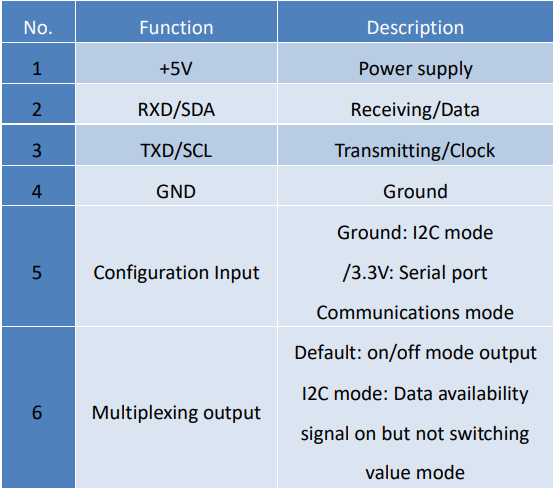 No. Function Description
1 +5V Power supply
2 RXD/SDA Receiving/Data
3 TXD/SCL Transmitting/Clock
4 GND Ground
5 Configuration Input Ground: I2C mode
/3.3V: Serial port
Communications mode
6 Multiplexing output Default: on/off mode output
I2C mode: Data availability
signal on but not switching
value mode